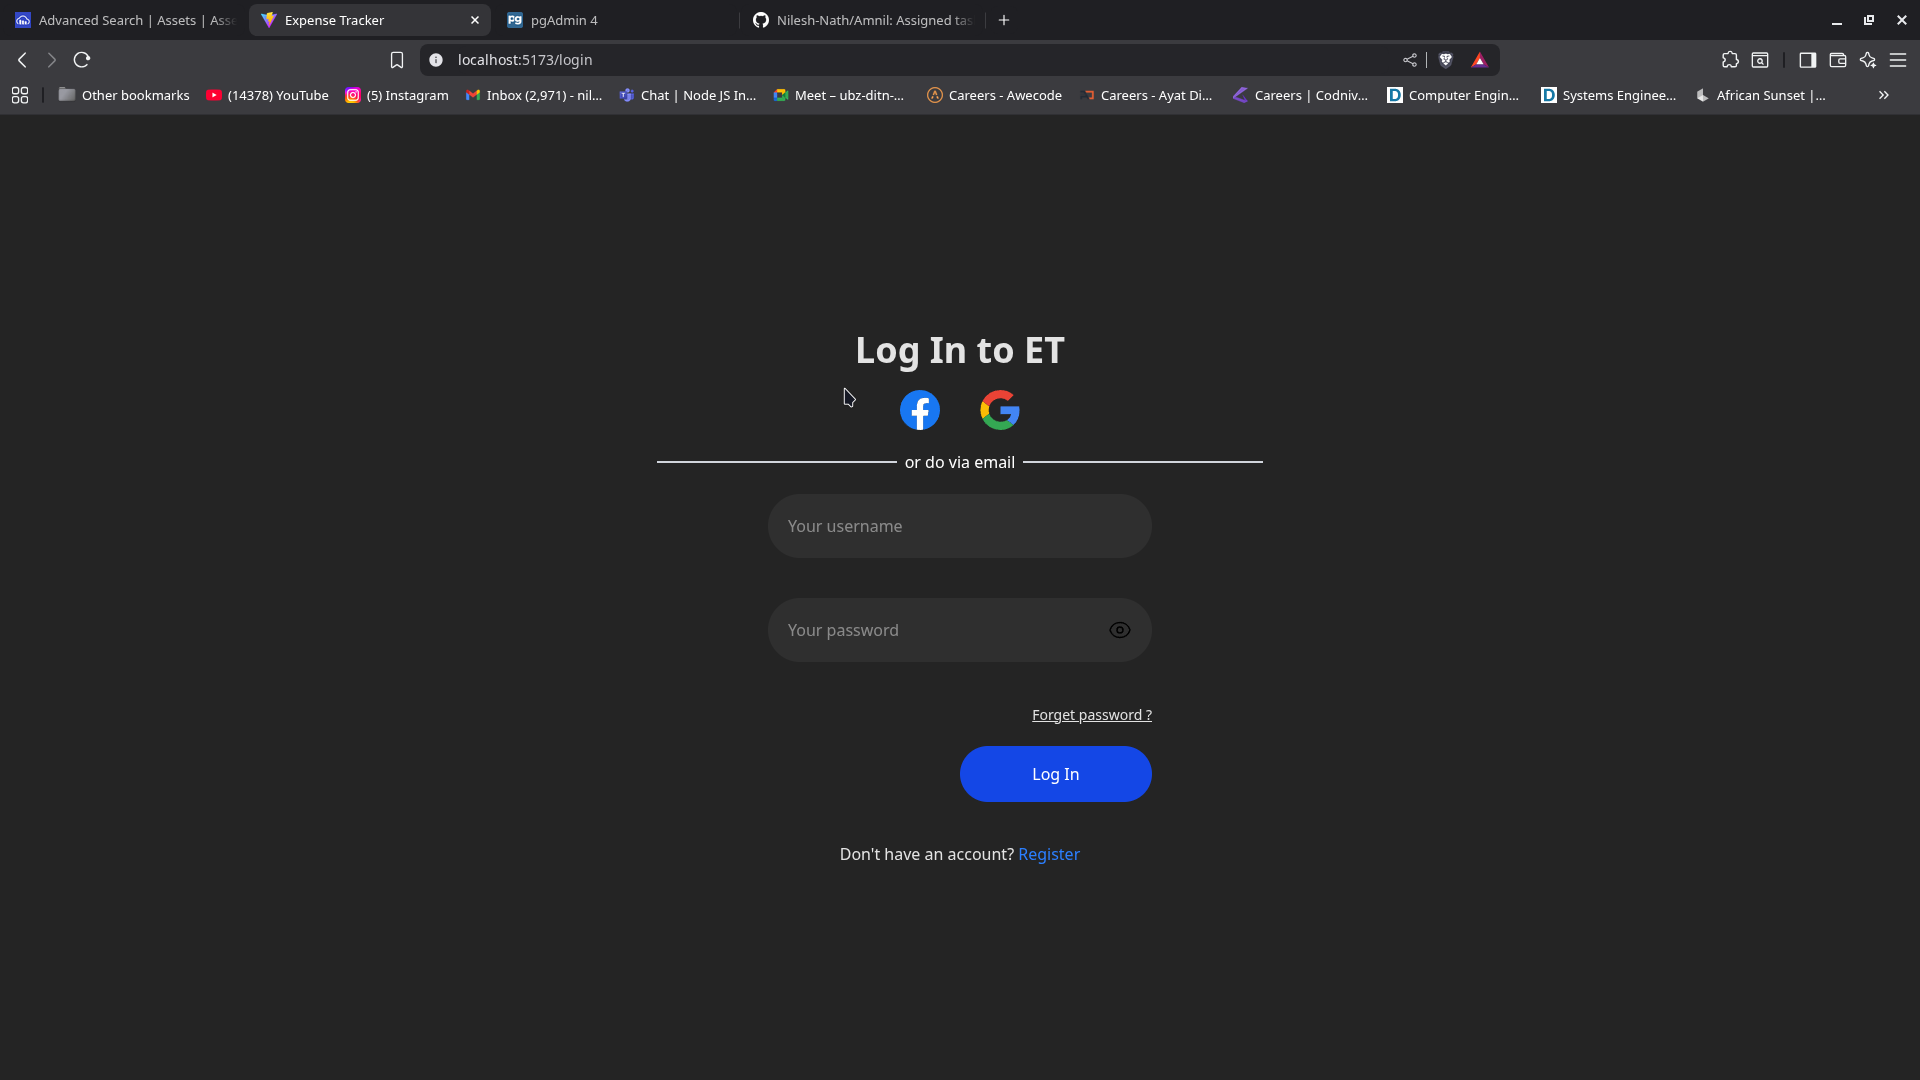 Advanced Search | Assets | Asse
Expense Tracker
pgAdmin 4
Nilesh-Nath/Amnil: Assigned tas
localhost:5173/login
Other bookmarks
(14378) YouTube
(5) Instagram
Inbox (2,971) - nil...
Chat | Node JS In...
Meet – ubz-ditn-...
Careers - Awecode
Careers - Ayat Di...
Careers | Codniv...
Computer Engin...
Systems Enginee...
African Sunset |...
Log In to ET
or do via email
Your username
Your password
Forget password ?
Log In
Don't have an account? Register